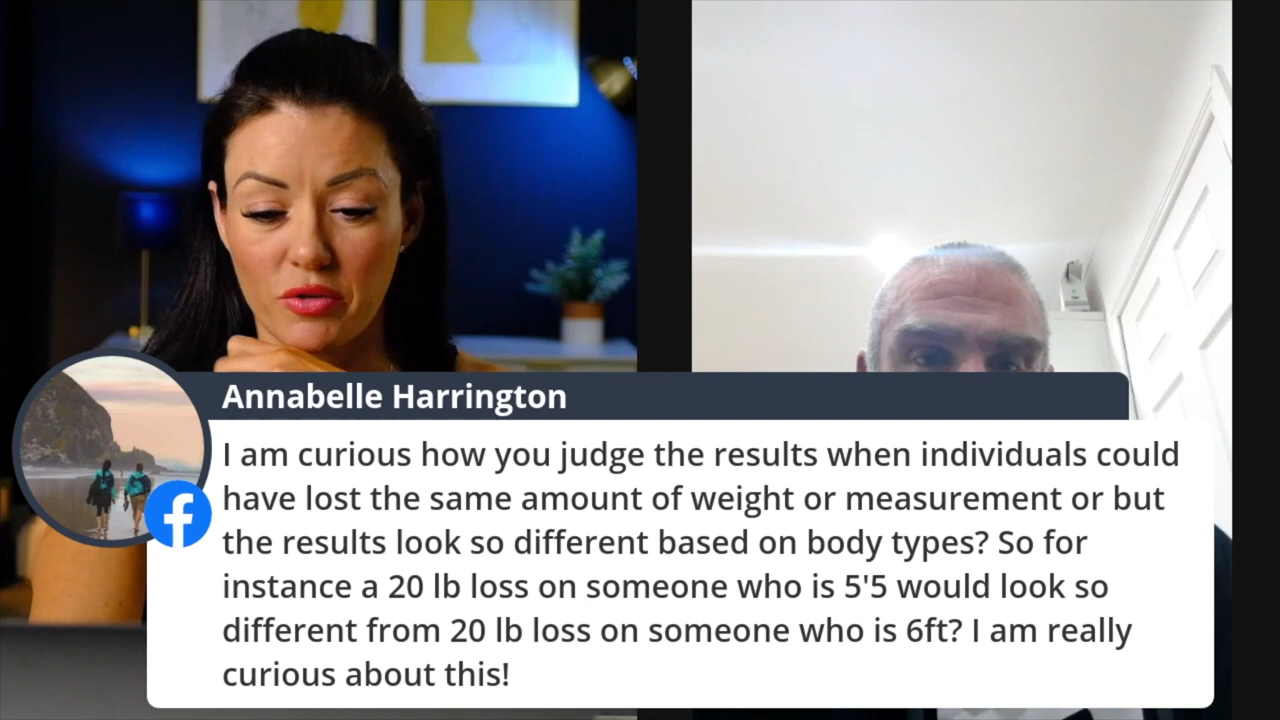 Annabelle Harrington
I am curious how you judge the results when individuals could
have lost the same amount of weight or measurement or but
the results look so different based on body types? So for
instance a 20 lb loss on someone who is 5'5 would look so
different from 20 lb loss on someone who is 6ft? I am really
curious about this!